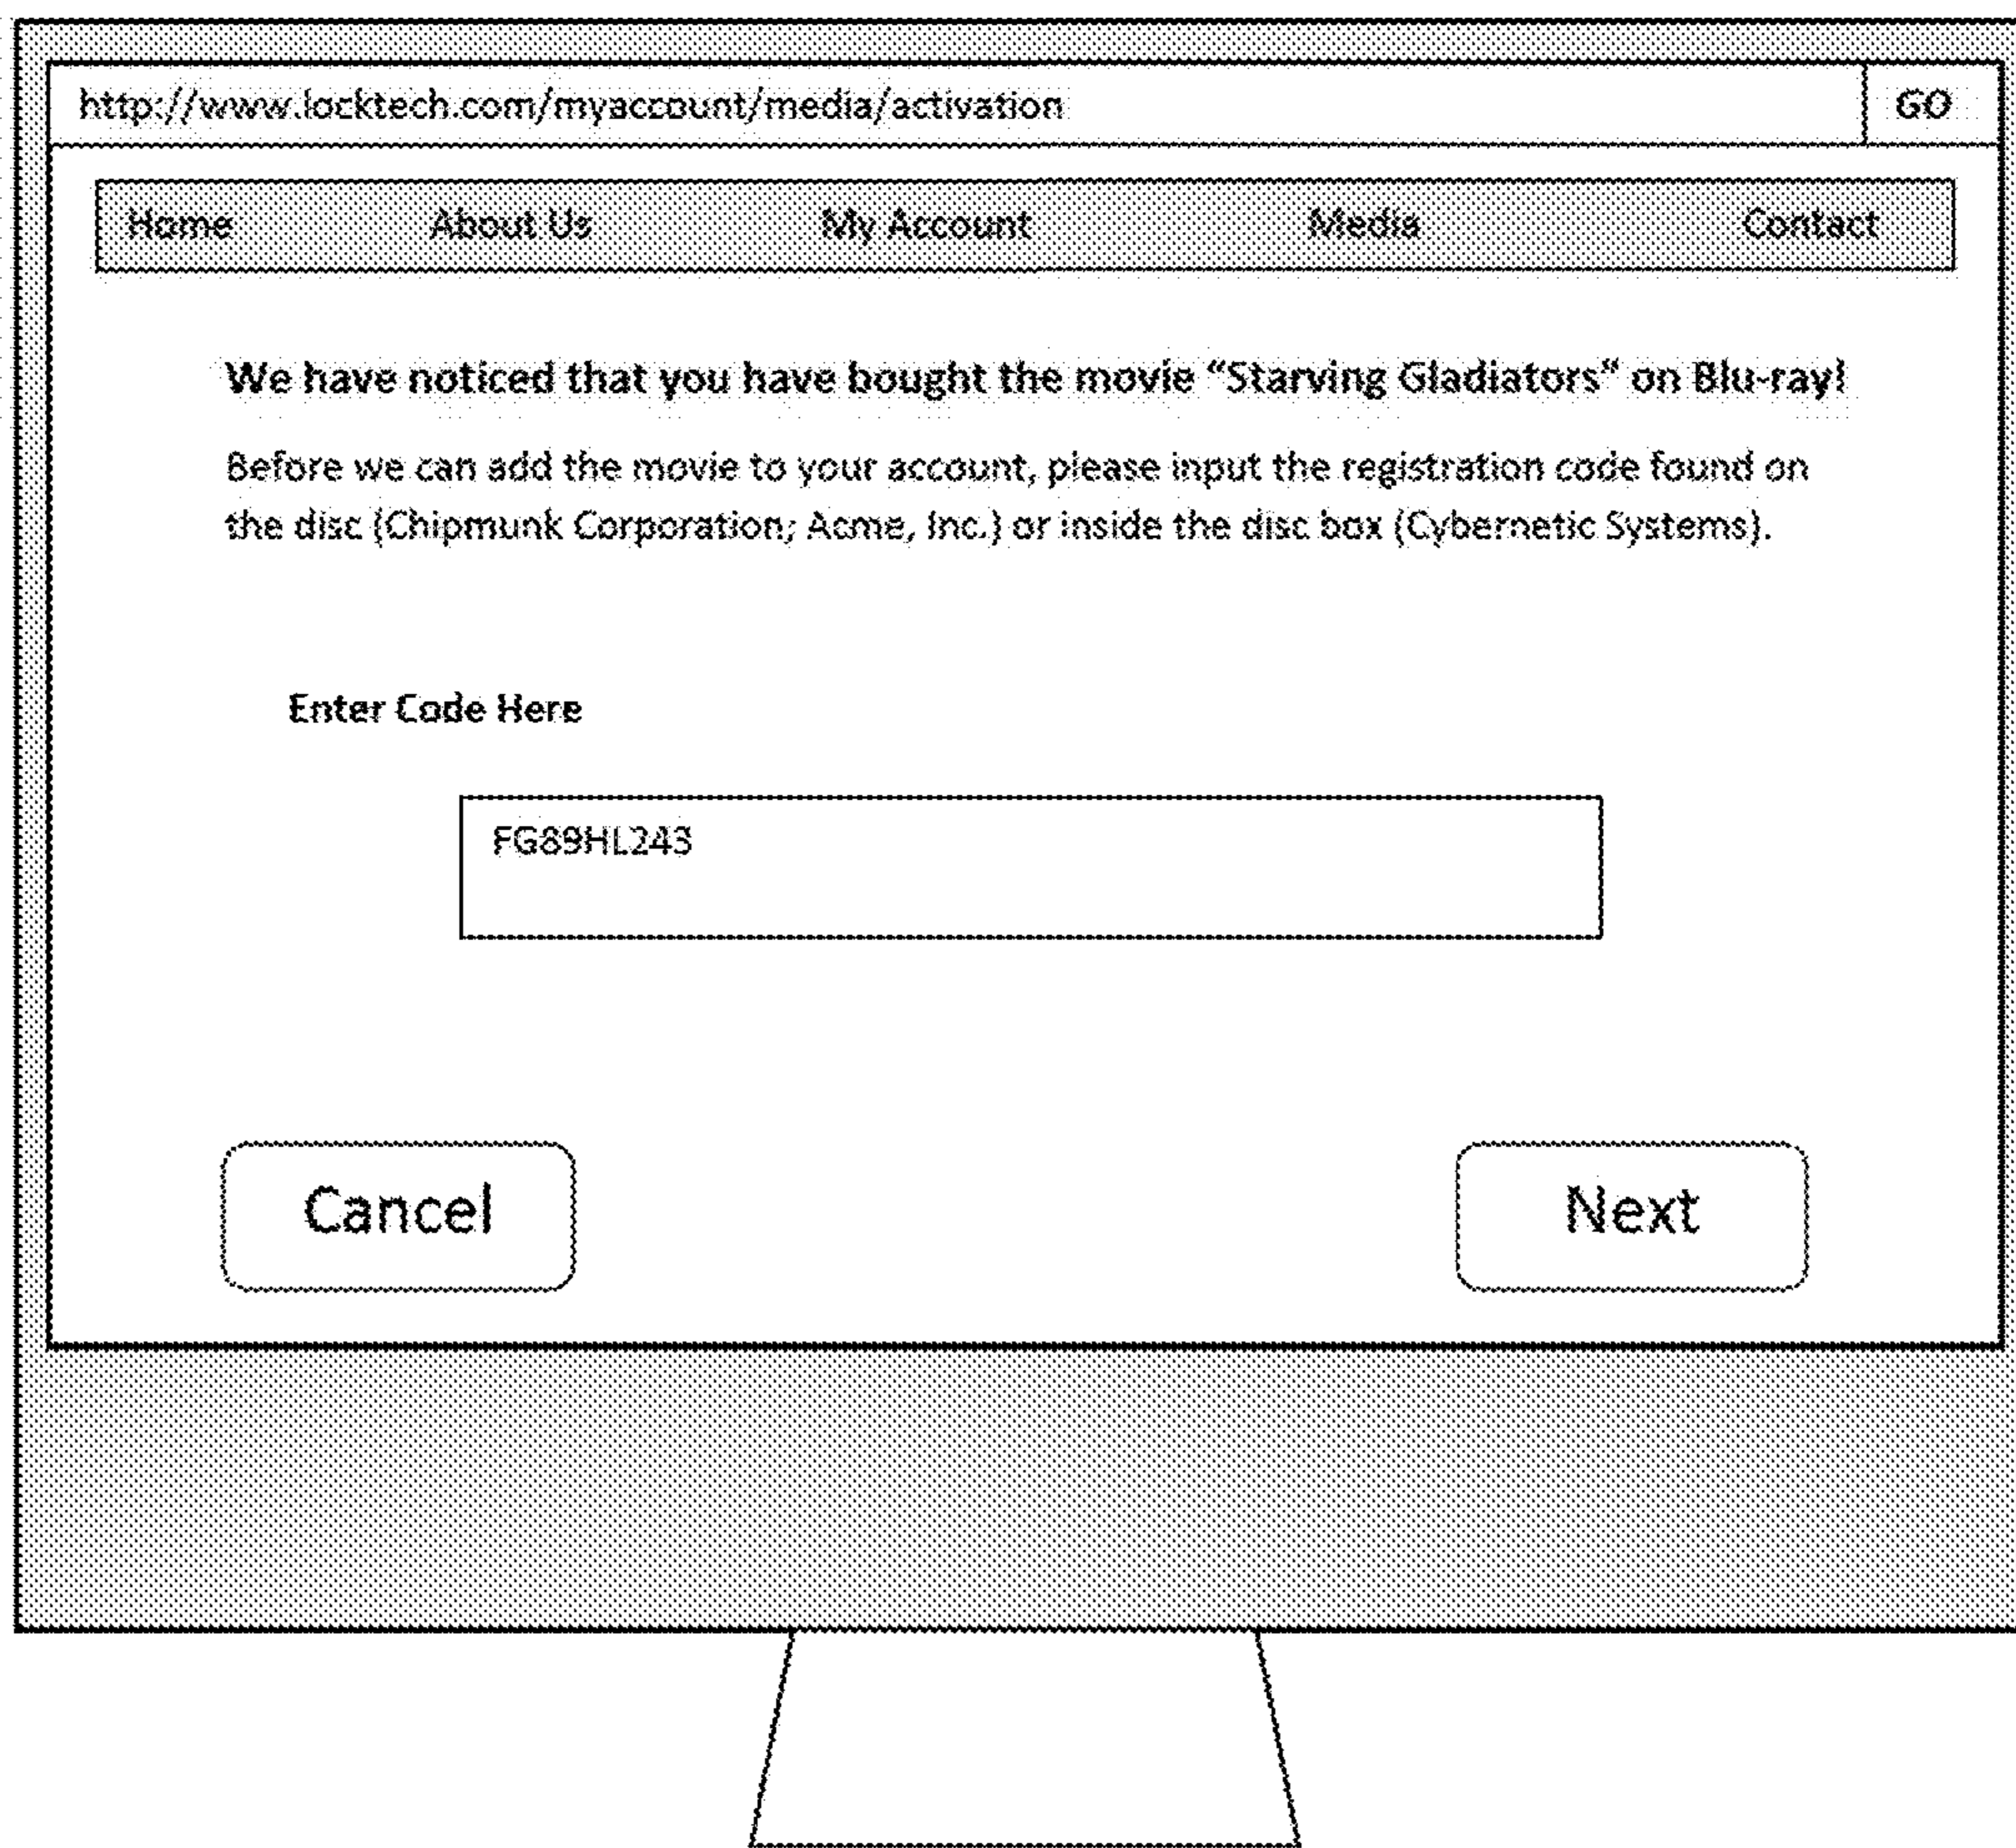 http://www.locktech.com/myaccount/media/activation GO
Home About Us My Account Media Contact
We have noticed that you have bought the movie “Starving Gladiators“ on Blu-ray!
Before we can add the movie to your account, please input the registration code found on
the disc (Chipmunk Corporation; Acme, Inc.) or inside the disc box (Cybernetic Systems).
Enter Code Here
FG89HL243
Cancel Next